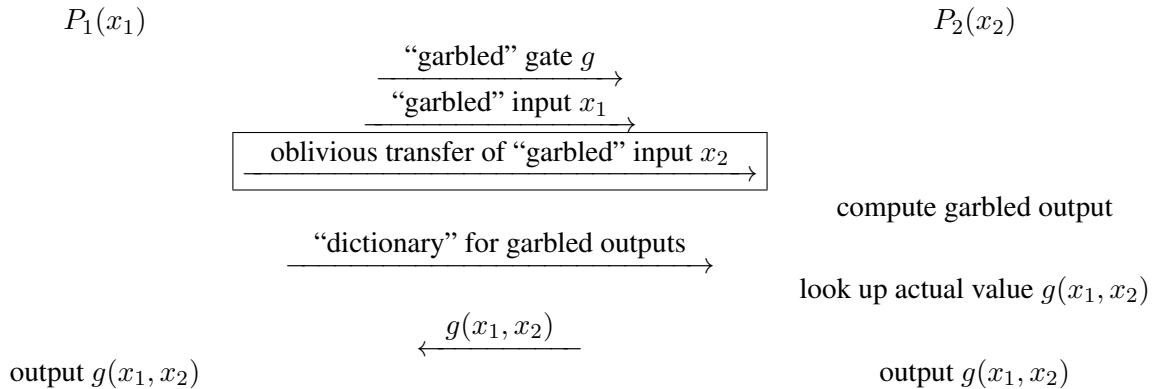 P₁(x₁) P₂(x₂)
“garbled” gate g
“garbled” input x₁
oblivious transfer of “garbled” input x₂
compute garbled output
“dictionary” for garbled outputs
look up actual value g(x₁, x₂)
g(x₁, x₂)
output g(x₁, x₂) output g(x₁, x₂)